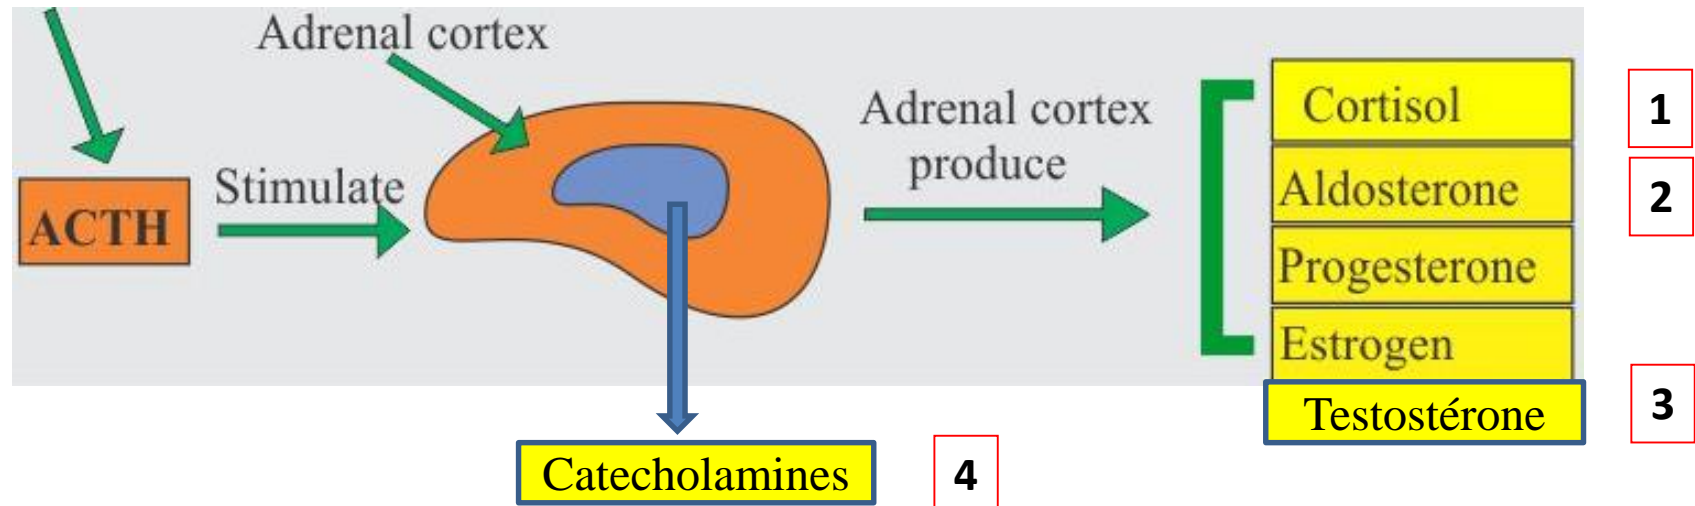 Adrenal cortex
ACTH
Stimulate
Adrenal cortex
produce
Cortisol
1
Aldosterone
2
Progesterone
Estrogen
Testostérone
3
Catecholamines
4